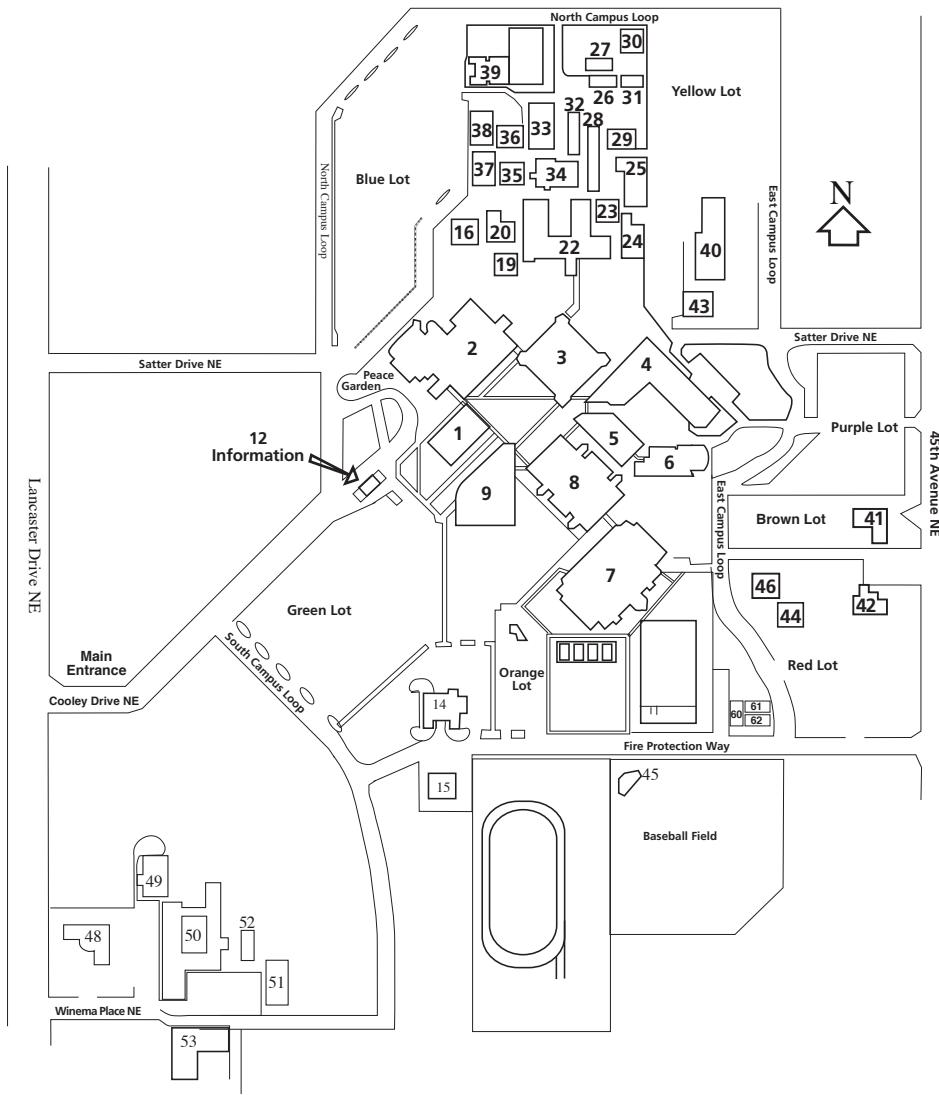 North Campus Loop
30
27
39
Yellow Lot
26
31
32
28
33
38
36
29
37
35
34
25
Blue Lot
North Campus Loop
East Campus Loop
N
23
16
20
22
24
40
19
43
2
3
4
Satter Drive NE
Satter Drive NE
Peace
Garden
12
Information
1
5
Purple Lot
6
8
9
45th Avenue NE
Lancaster Drive NE
East Campus Loop
Brown Lot
41
7
46
44
42
Green Lot
South Campus Loop
Main
Entrance
Orange
Lot
Red Lot
Cooley Drive NE
14
60
61
62
Fire Protection Way
15
45
Baseball Field
49
48
50
52
51
Winema Place NE
53